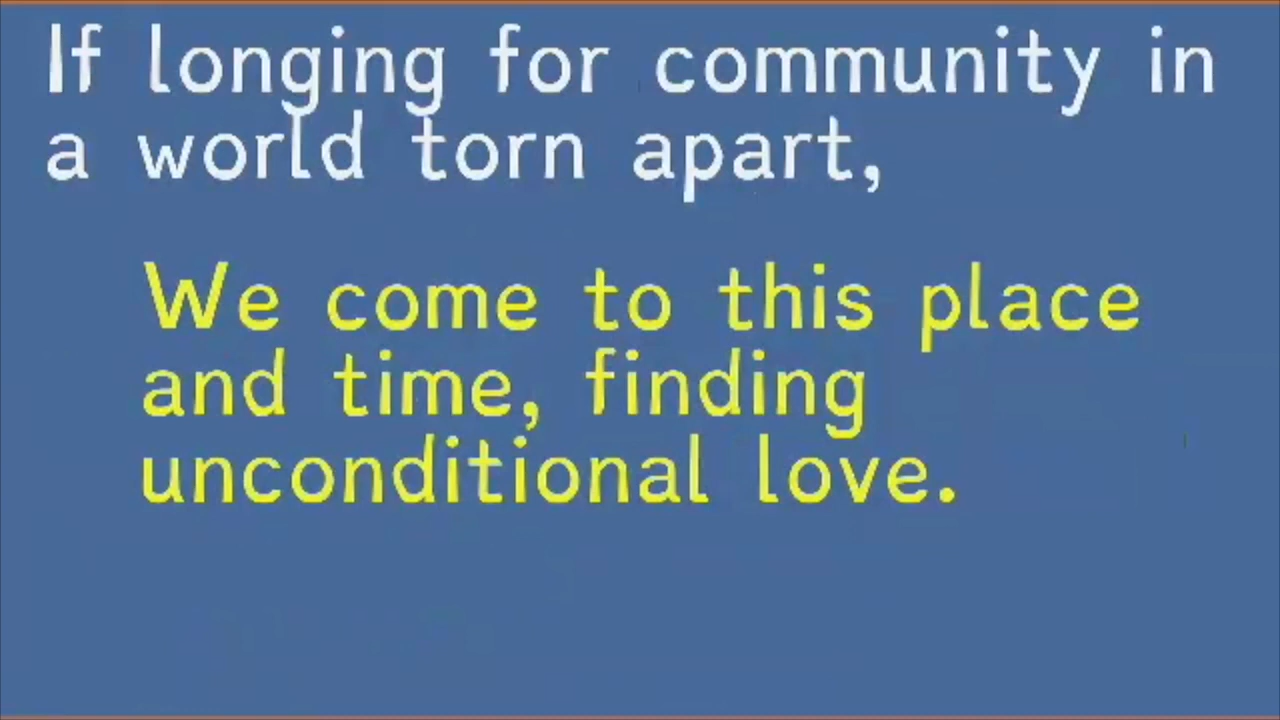 If longing for community in
a world torn apart,
We come to this place
and time, finding
unconditional love.